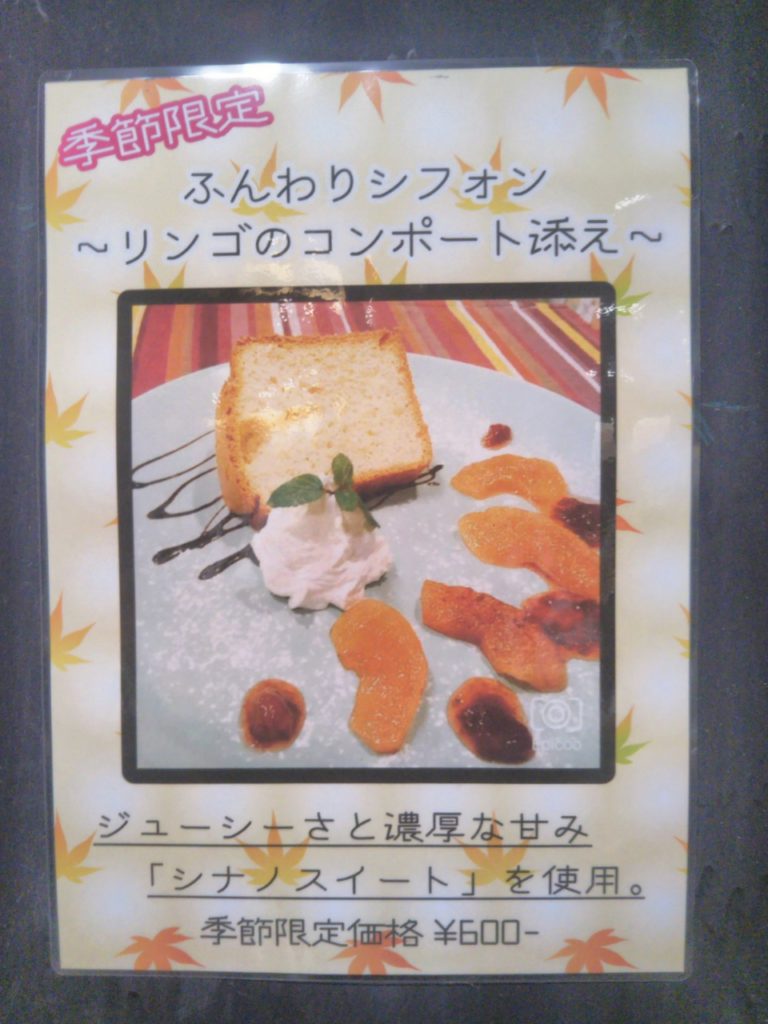 季節限定
ふんわりシフォン
～リンゴのコンポート添え～
epicoo
ジューシーさと濃厚な甘み
「シナノスイート」を使用。
季節限定価格 ¥600-